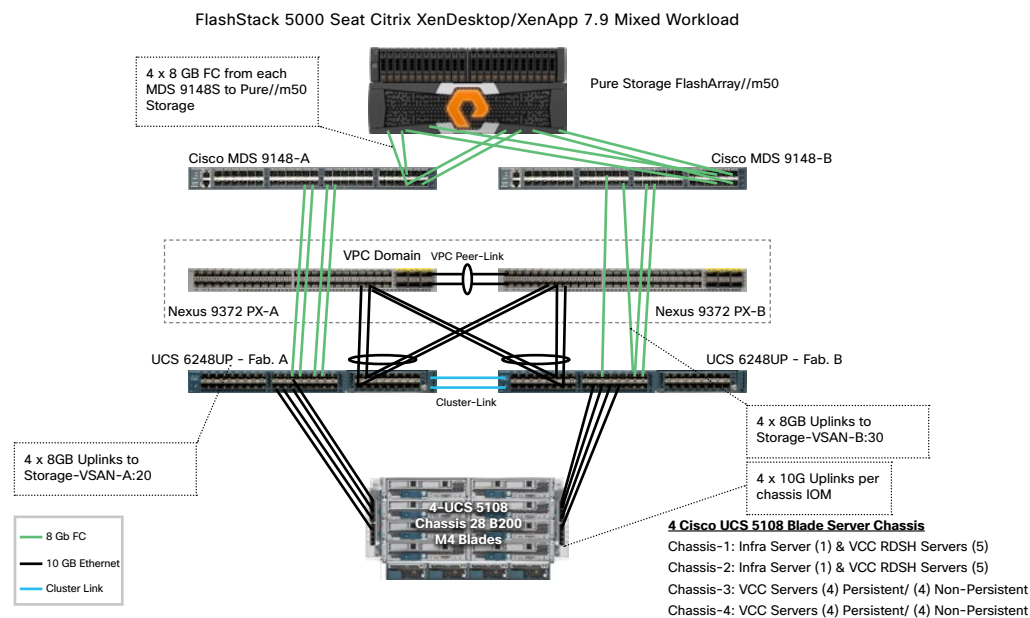 FlashStack 5000 Seat Citrix XenDesktop/XenApp 7.9 Mixed Workload
4 x 8 GB FC from each
MDS 9148S to Pure//m50
Storage
Pure Storage FlashArray//m50
Cisco MDS 9148-A
Cisco MDS 9148-B
VPC Domain
VPC Peer-Link
Nexus 9372 PX-A
Nexus 9372 PX-B
UCS 6248UP - Fab. A
UCS 6248UP - Fab. B
Cluster-Link
4 x 8GB Uplinks to
Storage-VSAN-A:20
4 x 8GB Uplinks to
Storage-VSAN-B:30
4 x 10G Uplinks per
chassis IOM
4-UCS 5108
Chassis 28 B200
M4 Blades
8 Gb FC
10 GB Ethernet
Cluster Link
4 Cisco UCS 5108 Blade Server Chassis
Chassis-1: Infra Server (1) & VCC RDSH Servers (5)
Chassis-2: Infra Server (1) & VCC RDSH Servers (5)
Chassis-3: VCC Servers (4) Persistent/ (4) Non-Persistent
Chassis-4: VCC Servers (4) Persistent/ (4) Non-Persistent